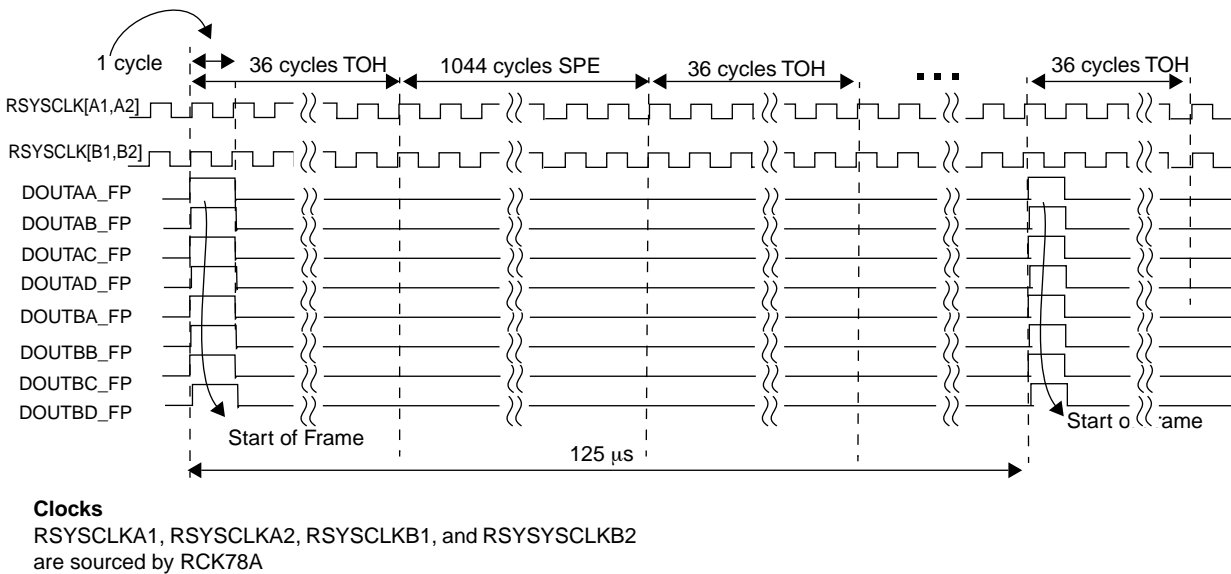 1 cycle
36 cycles TOH
1044 cycles SPE
36 cycles TOH
36 cycles TOH
RSYSCLK[A1,A2]
RSYSCLK[B1,B2]
DOUTAA_FP
DOUTAB_FP
DOUTAC_FP
DOUTAD_FP
DOUTBA_FP
DOUTBB_FP
DOUTBC_FP
DOUTBD_FP
Start of Frame
Start o ame
125 μs
Clocks
RSYSCLKA1, RSYSCLKA2, RSYSCLKB1, and RSYSYSCLKB2
are sourced by RCK78A